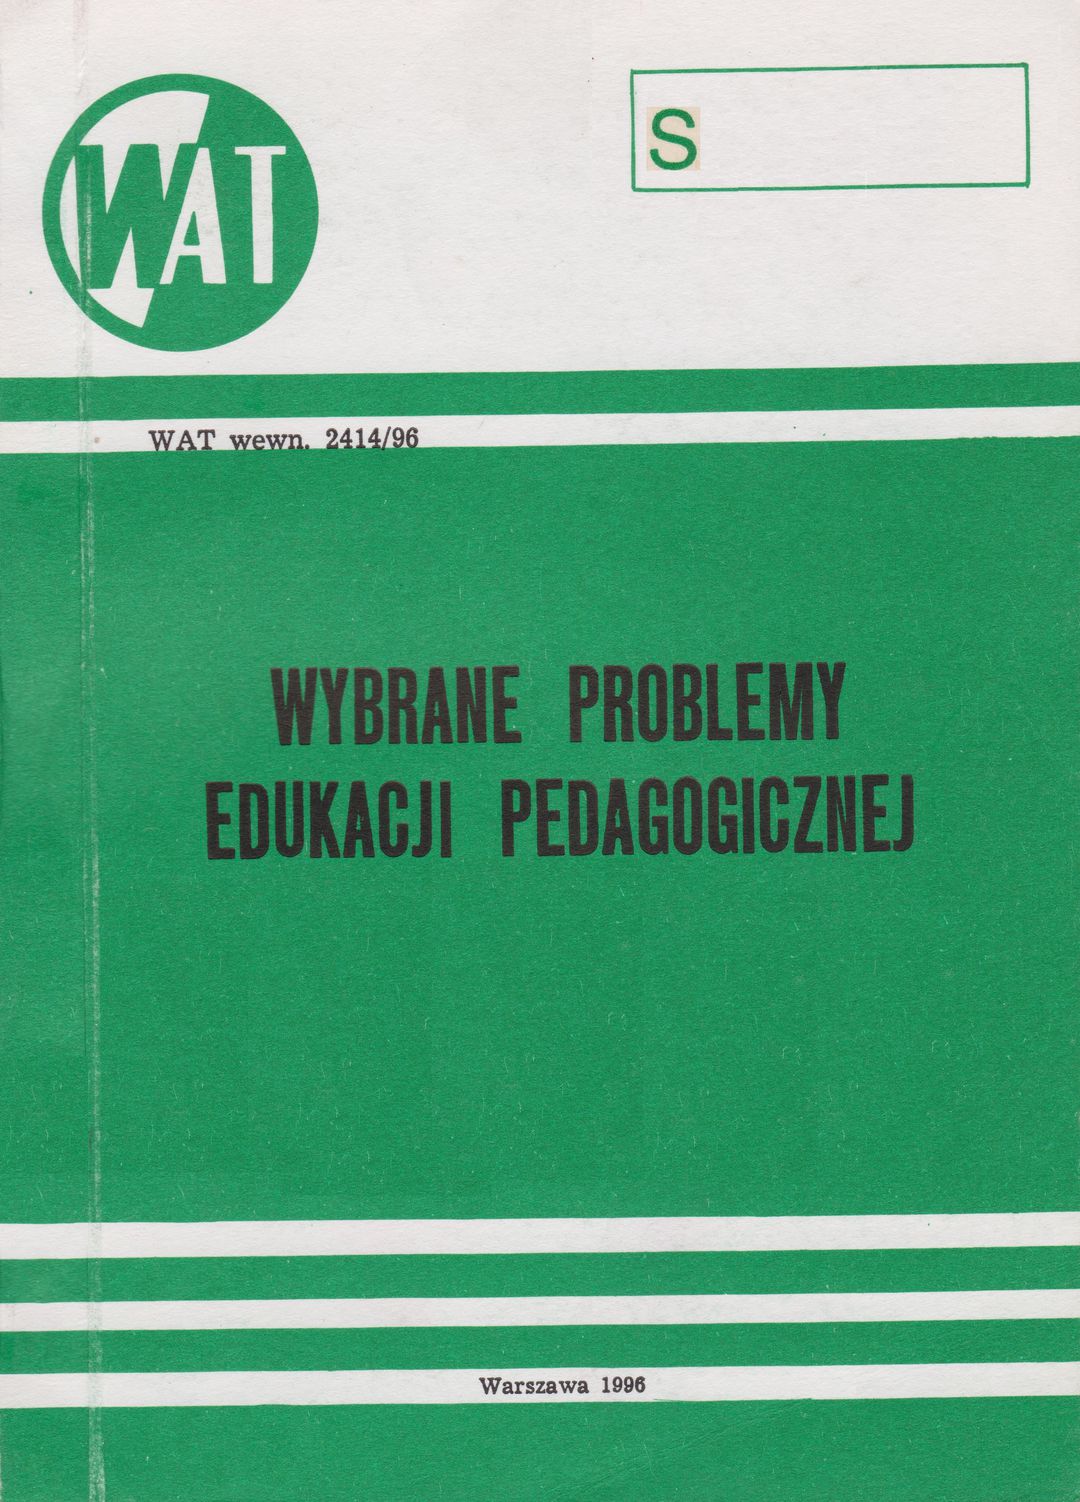 WAT
S
WAT wewn. 2414/96
WYBRANE PROBLEMY
EDUKACJI PEDAGOGICZNEJ
Warszawa 1996